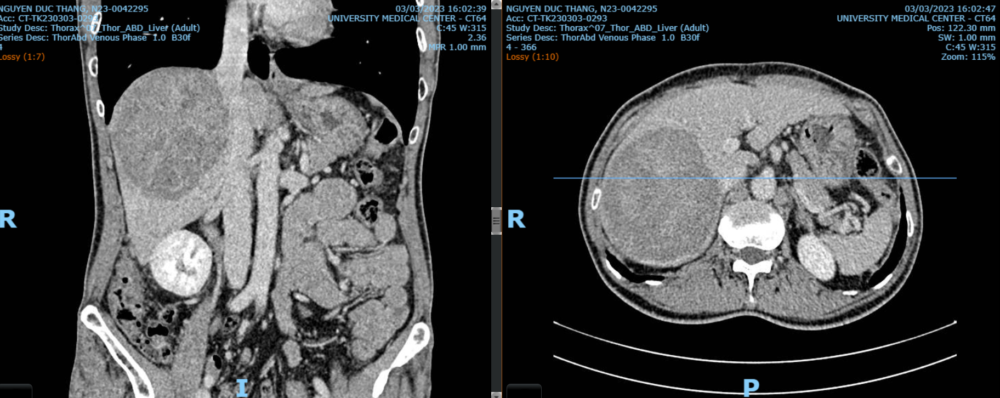 NGUYEN DUC THANG, N23-0042295
Acc: CT-TK230303-0293
Study Desc: Thorax^07_Thor_ABD_Liver (Adult)
Series Desc: ThorAbd Venous Phase 1.0 B30f
4
Lossy (1:7)
03/03/2023 16:02:39
UNIVERSITY MEDICAL CENTER - CT64
C:45 W:315
2.36
MPR 1.00 mm
R
I
NGUYEN DUC THANG, N23-0042295
Acc: CT-TK230303-0293
Study Desc: Thorax^07_Thor_ABD_Liver (Adult)
Series Desc: ThorAbd Venous Phase 1.0 B30f
4 - 366
Lossy (1:10)
03/03/2023 16:02:47
UNIVERSITY MEDICAL CENTER - CT64
Pos: 122.30 mm
SW: 1.00 mm
C:45 W:315
Zoom: 115%
R
P